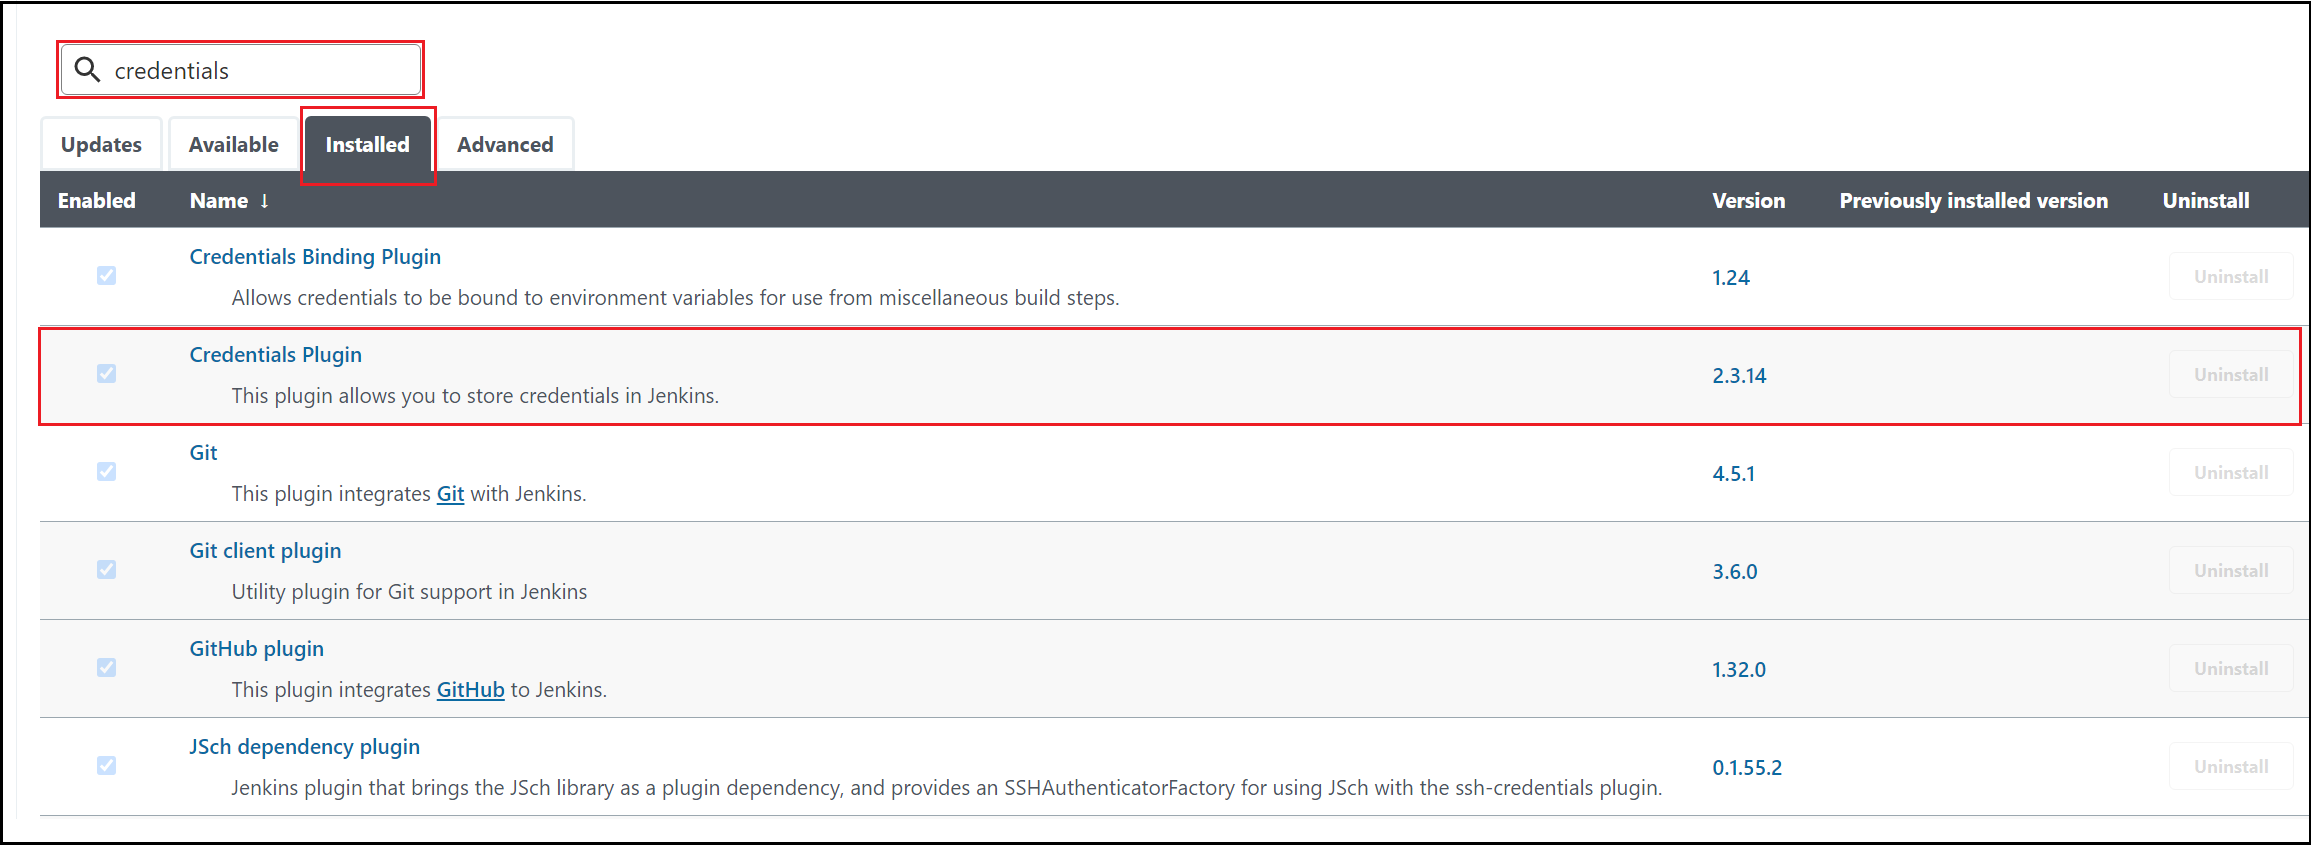 credentials
Updates Available Installed Advanced
Enabled Name ↓ Version Previously installed version Uninstall
Credentials Binding Plugin
Allows credentials to be bound to environment variables for use from miscellaneous build steps.
1.24 Uninstall
Credentials Plugin
This plugin allows you to store credentials in Jenkins.
2.3.14 Uninstall
Git
This plugin integrates Git with Jenkins.
4.5.1 Uninstall
Git client plugin
Utility plugin for Git support in Jenkins
3.6.0 Uninstall
GitHub plugin
This plugin integrates GitHub to Jenkins.
1.32.0 Uninstall
JSch dependency plugin
Jenkins plugin that brings the JSch library as a plugin dependency, and provides an SSHAuthenticatorFactory for using JSch with the ssh-credentials plugin.
0.1.55.2 Uninstall